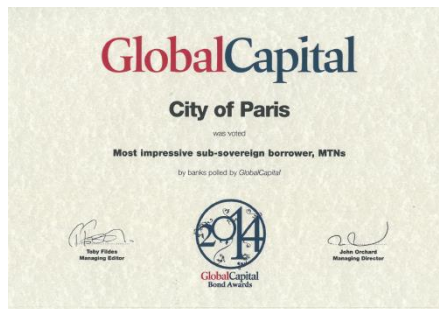 GlobalCapital
City of Paris
was voted
Most impressive sub-sovereign borrower, MTNs
by banks polled by GlobalCapital
2014
Toby Fildes
Managing Editor
John Orchard
Managing Director
GlobalCapital
Bond Awards